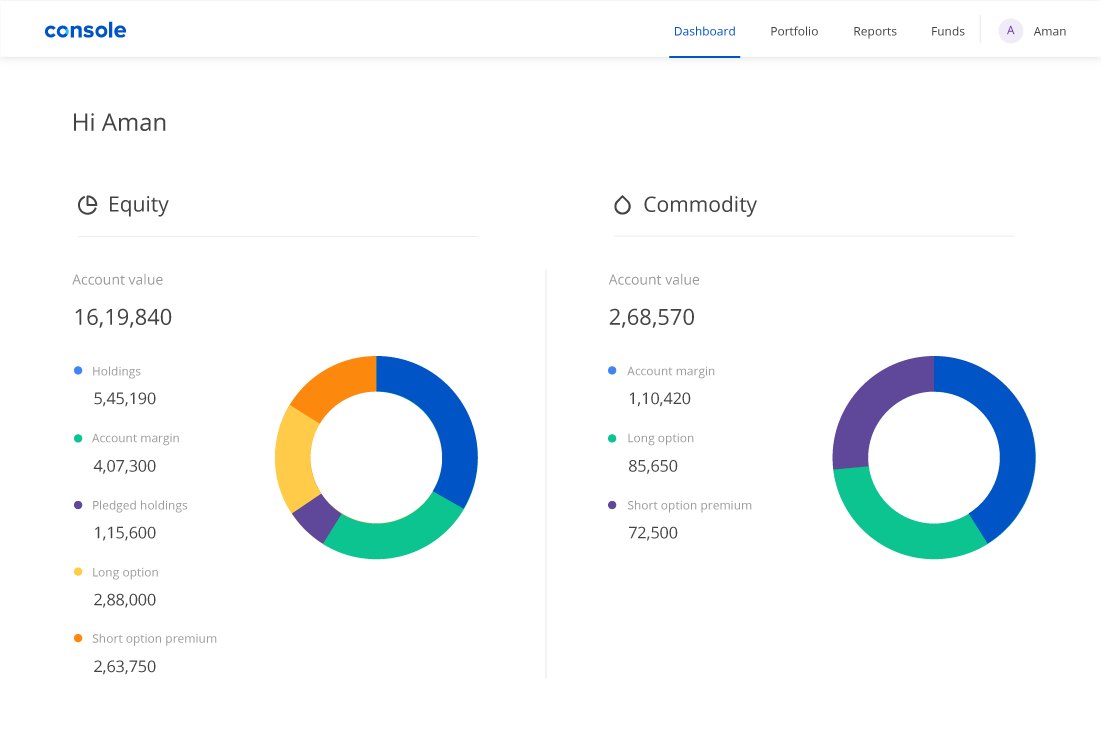 console
Dashboard Portfolio Reports Funds A Aman
Hi Aman
Equity
Account value
16,19,840
Holdings
5,45,190
Account margin
4,07,300
Pledged holdings
1,15,600
Long option
2,88,000
Short option premium
2,63,750
Commodity
Account value
2,68,570
Account margin
1,10,420
Long option
85,650
Short option premium
72,500